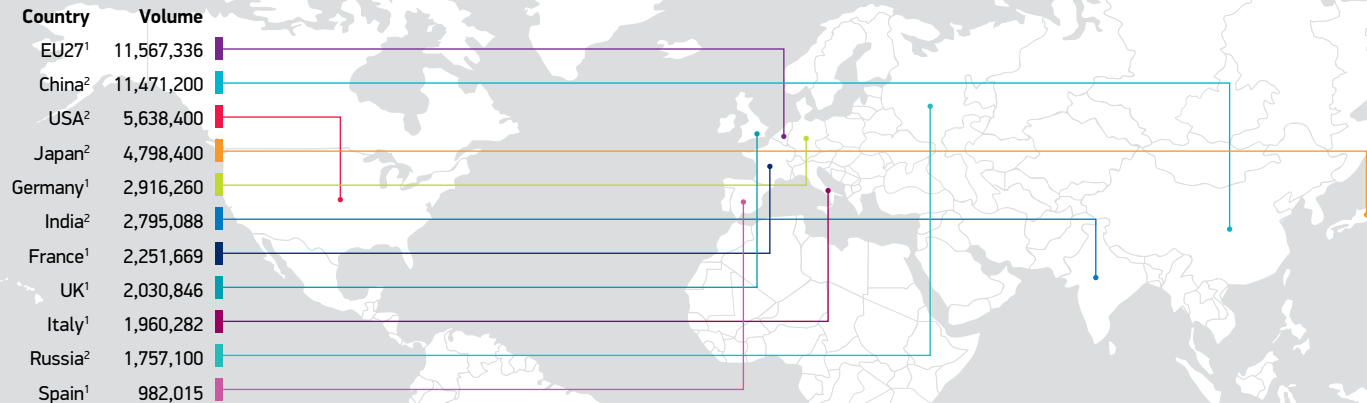 Country Volume
EU27¹ 11,567,336
China² 11,471,200
USA² 5,638,400
Japan² 4,798,400
Germany¹ 2,916,260
India² 2,795,088
France¹ 2,251,669
UK¹ 2,030,846
Italy¹ 1,960,282
Russia² 1,757,100
Spain¹ 982,015